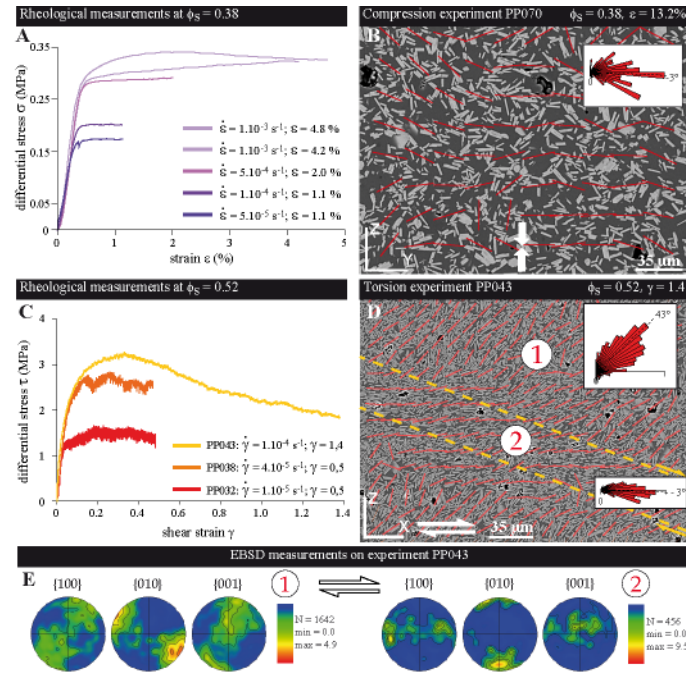 Rheological measurements at ϕS = 0.38
Compression experiment PP070 ϕS = 0.38, ε = 13.2%
A
0.35
0.25
0.15
0.05
0
0 1 2 3 4 5
differential stress σ (MPa)
strain ε (%)
ε̇ = 1.10⁻³ s⁻¹; ε = 4.8 %
ε̇ = 1.10⁻³ s⁻¹; ε = 4.2 %
ε̇ = 5.10⁻⁴ s⁻¹; ε = 2.0 %
ε̇ = 1.10⁻⁴ s⁻¹; ε = 1.1 %
ε̇ = 5.10⁻⁵ s⁻¹; ε = 1.1 %
B
-3°
Z
Y
35 µm
Rheological measurements at ϕS = 0.52
Torsion experiment PP043 ϕS = 0.52, γ = 1.4
C
4
3
2
1
0
0 0.2 0.4 0.6 0.8 1.0 1.2 1.4
differential stress τ (MPa)
shear strain γ
PP043: γ̇ = 1.10⁻⁴ s⁻¹; γ = 1,4
PP038: γ̇ = 4.10⁻⁵ s⁻¹; γ = 0,5
PP032: γ̇ = 1.10⁻⁵ s⁻¹; γ = 0,5
D
1
43°
2
0
-3°
Z
X
35 µm
EBSD measurements on experiment PP043
E
{100} {010} {001}
1
N = 1642
min = 0.0
max = 4.9
{100} {010} {001}
2
N = 456
min = 0.0
max = 9.5